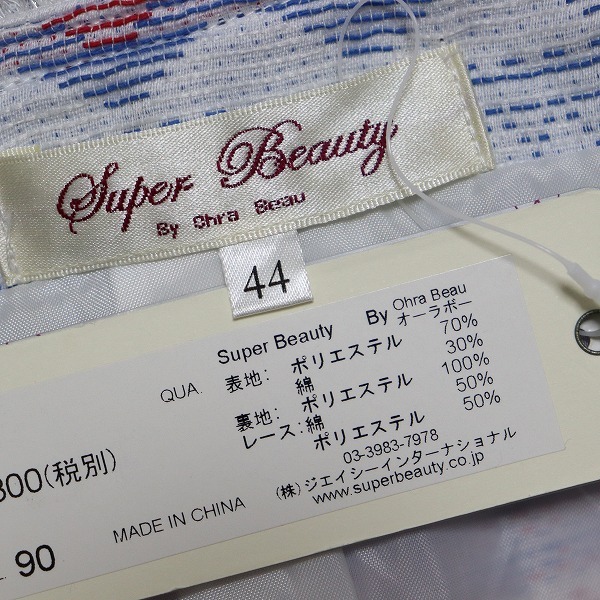 Super Beauty
By Ohra Beau
44
Super Beauty By Ohra Beau
オーラボー
QUA. 表地: ポリエステル 70%
綿 30%
裏地: ポリエステル 100%
レース: 綿 50%
ポリエステル 50%
03-3983-7978
(株)ジェイシーインターナショナル
www.superbeauty.co.jp
MADE IN CHINA
800(税別)
90